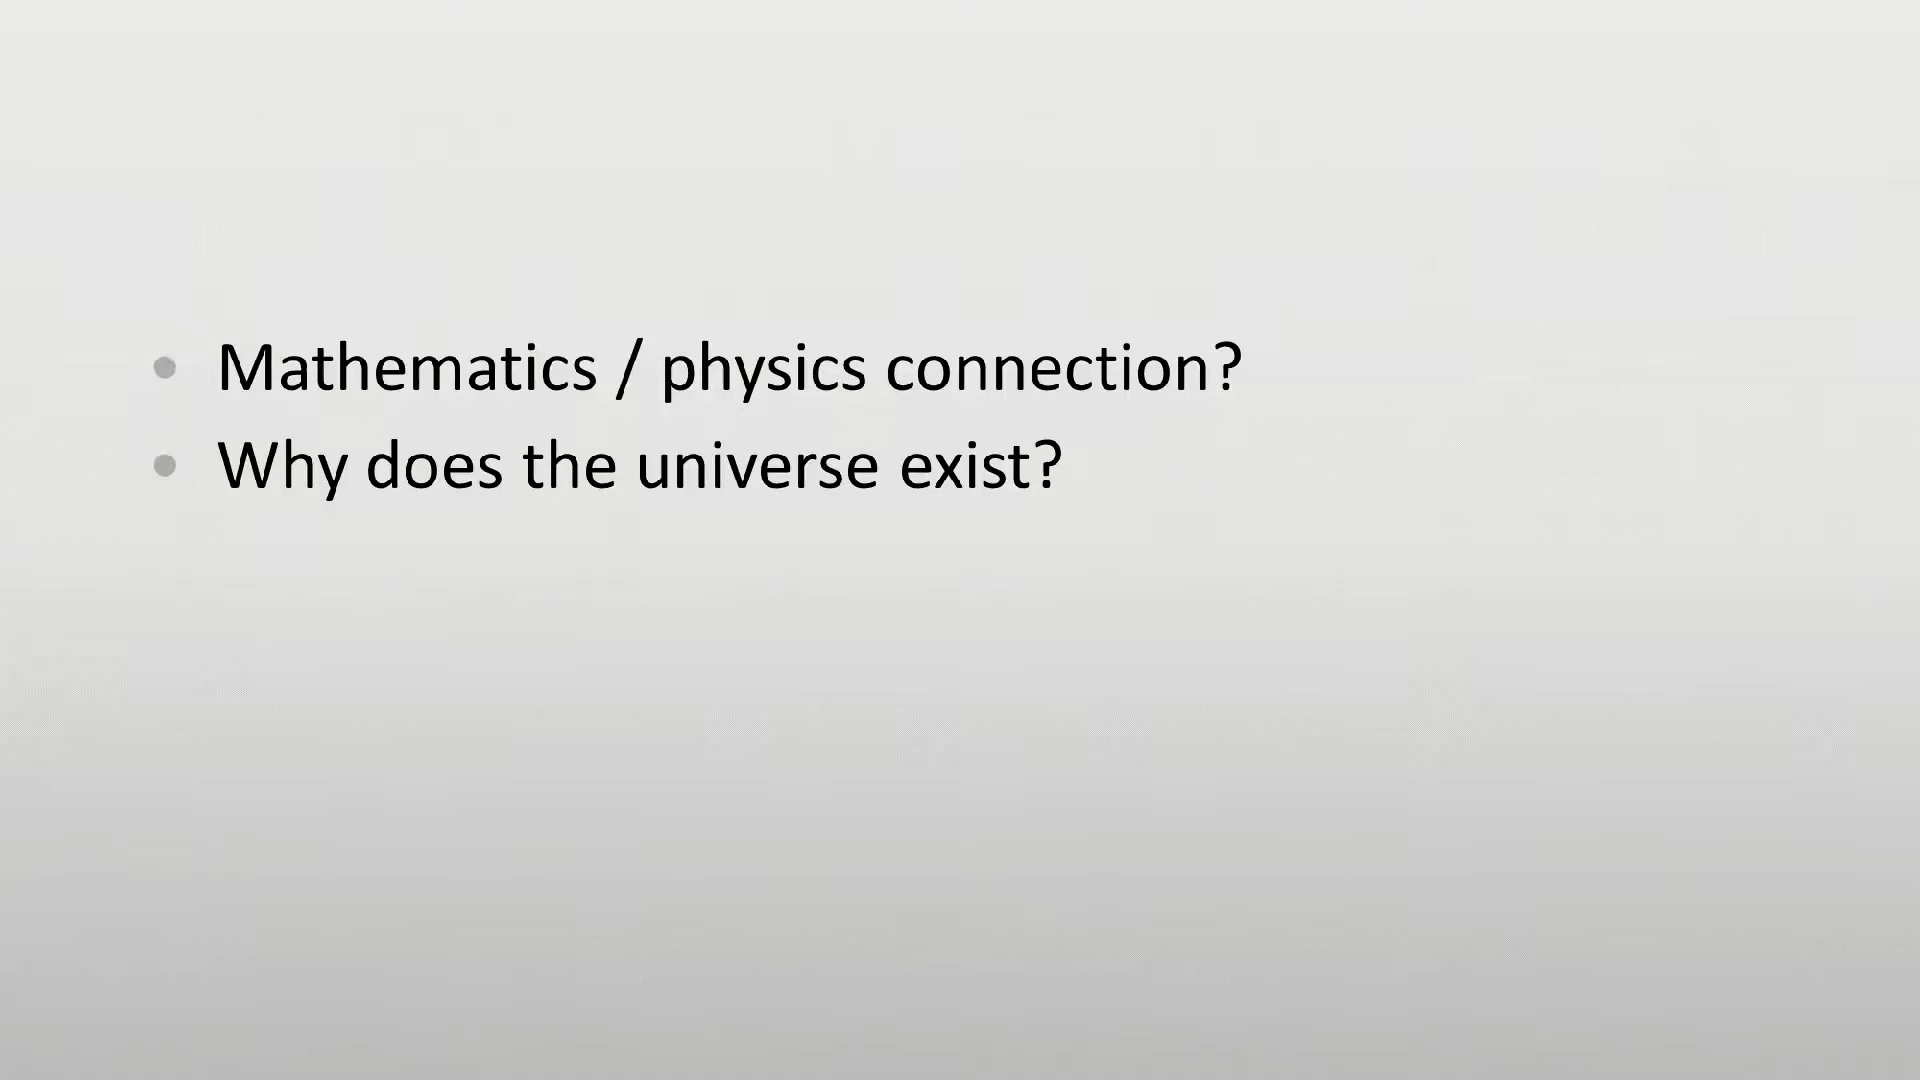 • Mathematics / physics connection?
• Why does the universe exist?